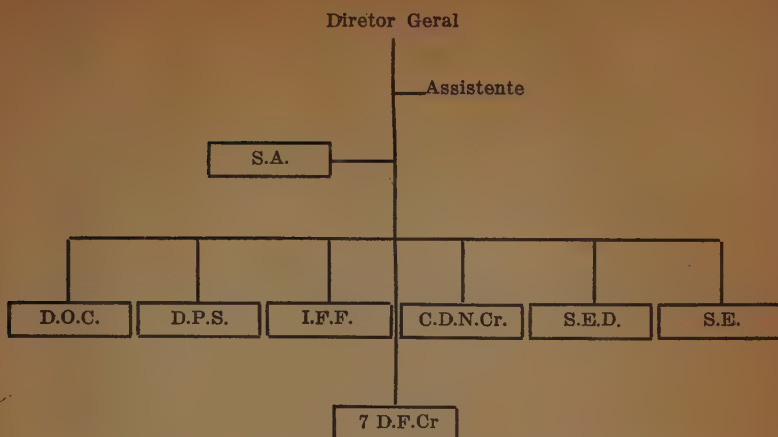 Diretor Geral
Assistente
S.A.
D.O.C. D.P.S. I.F.F. C.D.N.Cr. S.E.D. S.E.
7 D.F.Cr